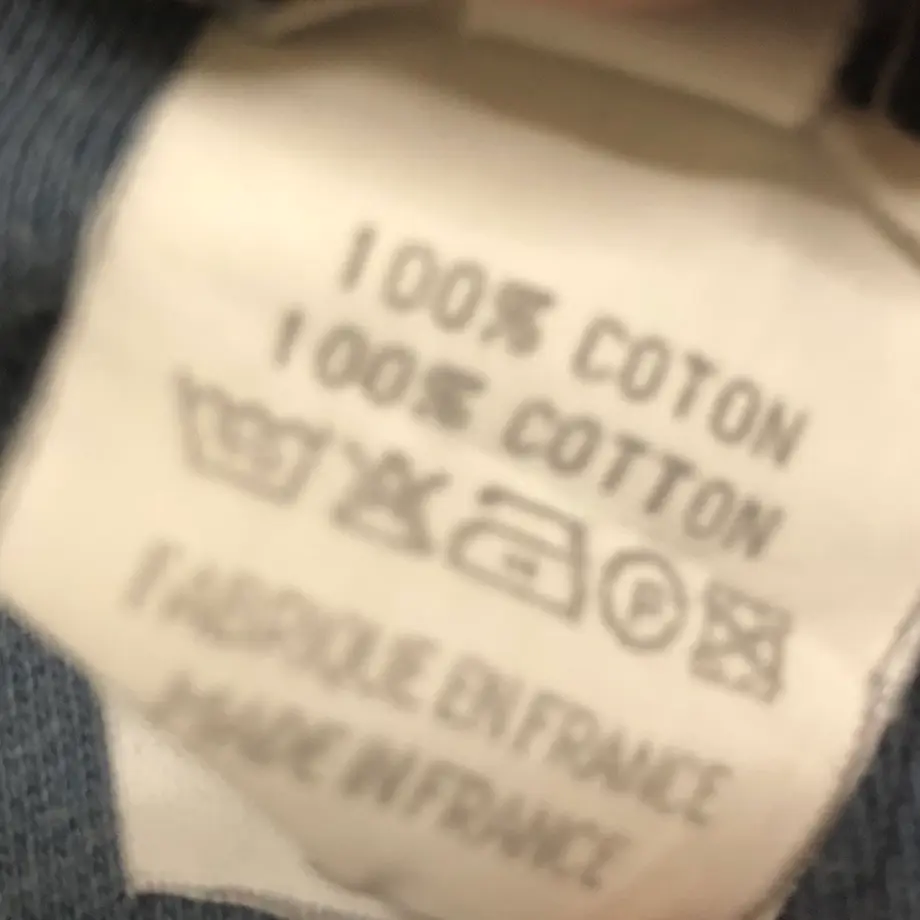 100% COTON
100% COTTON
P
FABRIQUE EN FRANCE
MADE IN FRANCE